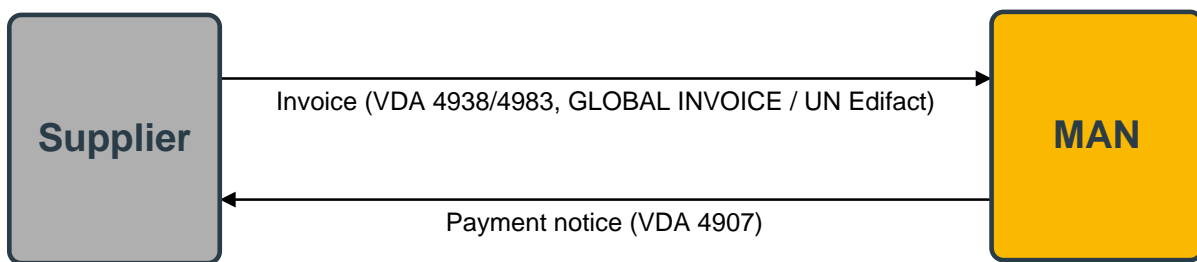 Supplier
Invoice (VDA 4938/4983, GLOBAL INVOICE / UN Edifact)
MAN
Payment notice (VDA 4907)